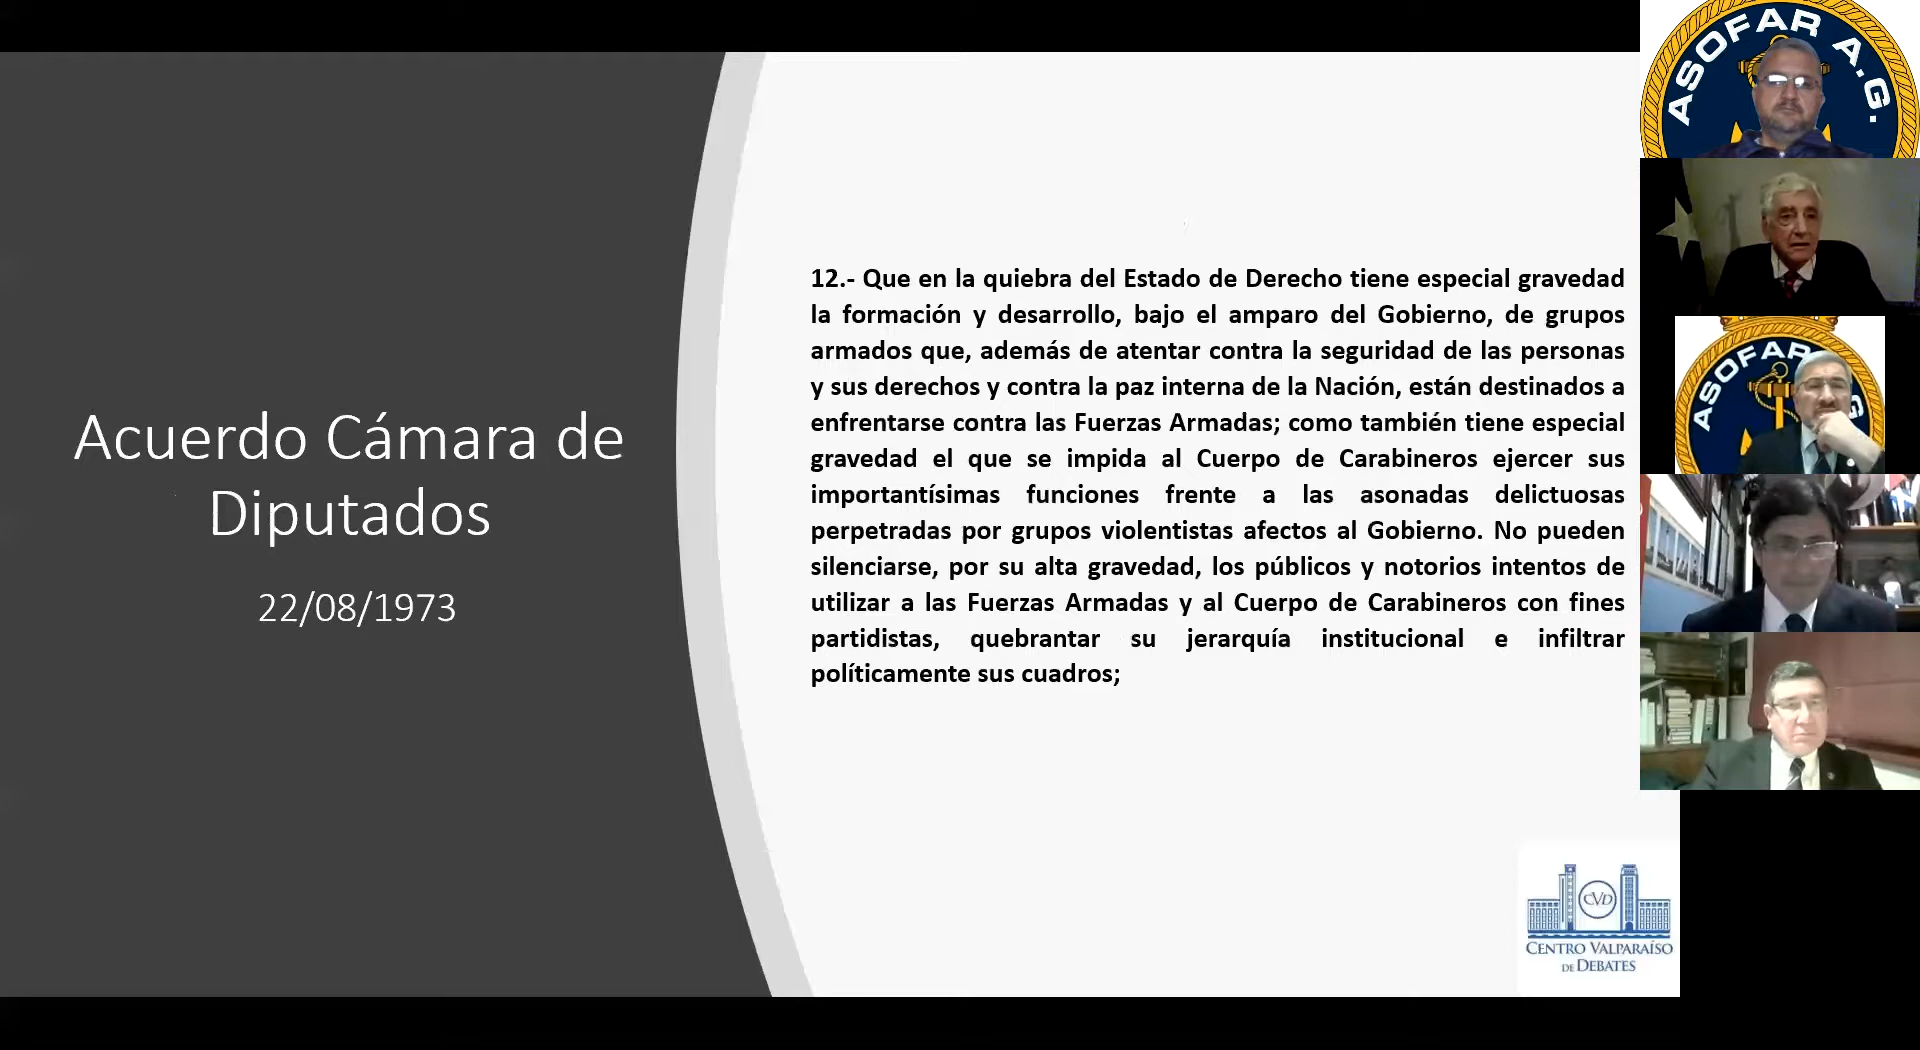 Acuerdo Cámara de
Diputados
22/08/1973
12.- Que en la quiebra del Estado de Derecho tiene especial gravedad
la formación y desarrollo, bajo el amparo del Gobierno, de grupos
armados que, además de atentar contra la seguridad de las personas
y sus derechos y contra la paz interna de la Nación, están destinados a
enfrentarse contra las Fuerzas Armadas; como también tiene especial
gravedad el que se impida al Cuerpo de Carabineros ejercer sus
importantísimas funciones frente a las asonadas delictuosas
perpetradas por grupos violentistas afectos al Gobierno. No pueden
silenciarse, por su alta gravedad, los públicos y notorios intentos de
utilizar a las Fuerzas Armadas y al Cuerpo de Carabineros con fines
partidistas, quebrantar su jerarquía institucional e infiltrar
políticamente sus cuadros;
ASOFAR A.G.
ASOFAR G
CVD
CENTRO VALPARAÍSO
DE DEBATES